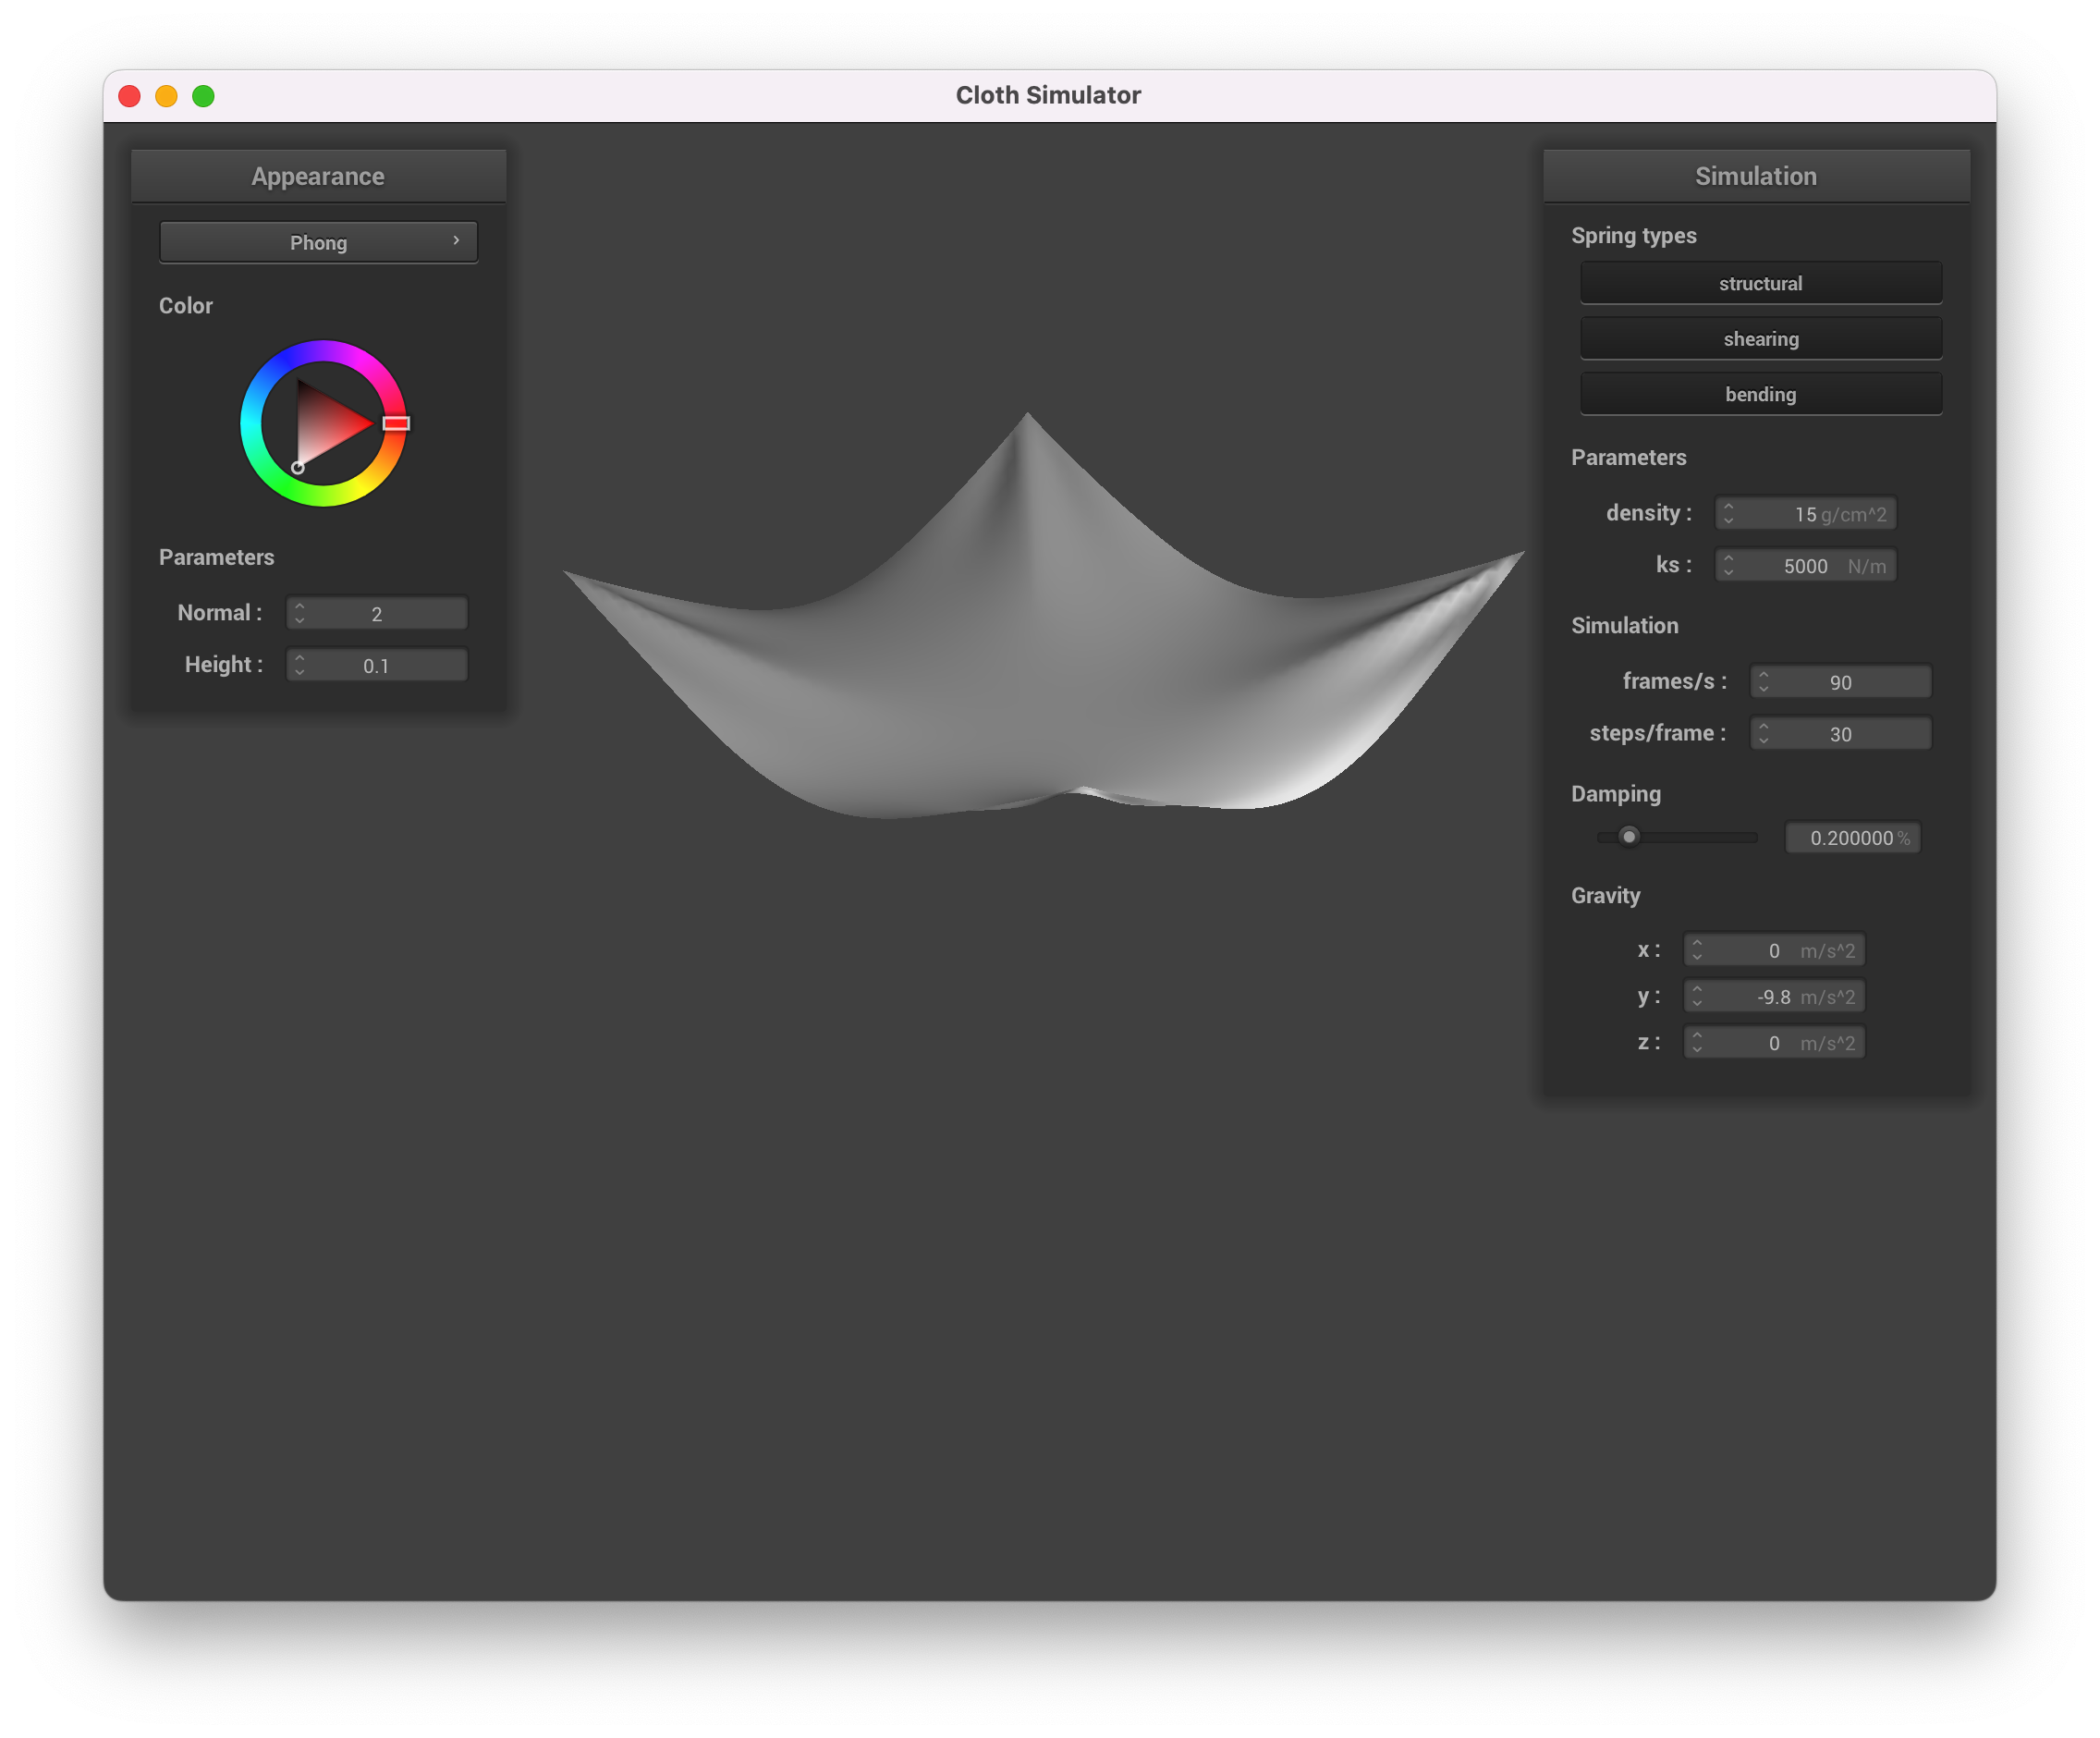 Cloth Simulator
Appearance
Phong
Color
Parameters
Normal : 2
Height : 0.1
Simulation
Spring types
structural
shearing
bending
Parameters
density : 15 g/cm^2
ks : 5000 N/m
Simulation
frames/s : 90
steps/frame : 30
Damping
0.200000 %
Gravity
x : 0 m/s^2
y : -9.8 m/s^2
z : 0 m/s^2